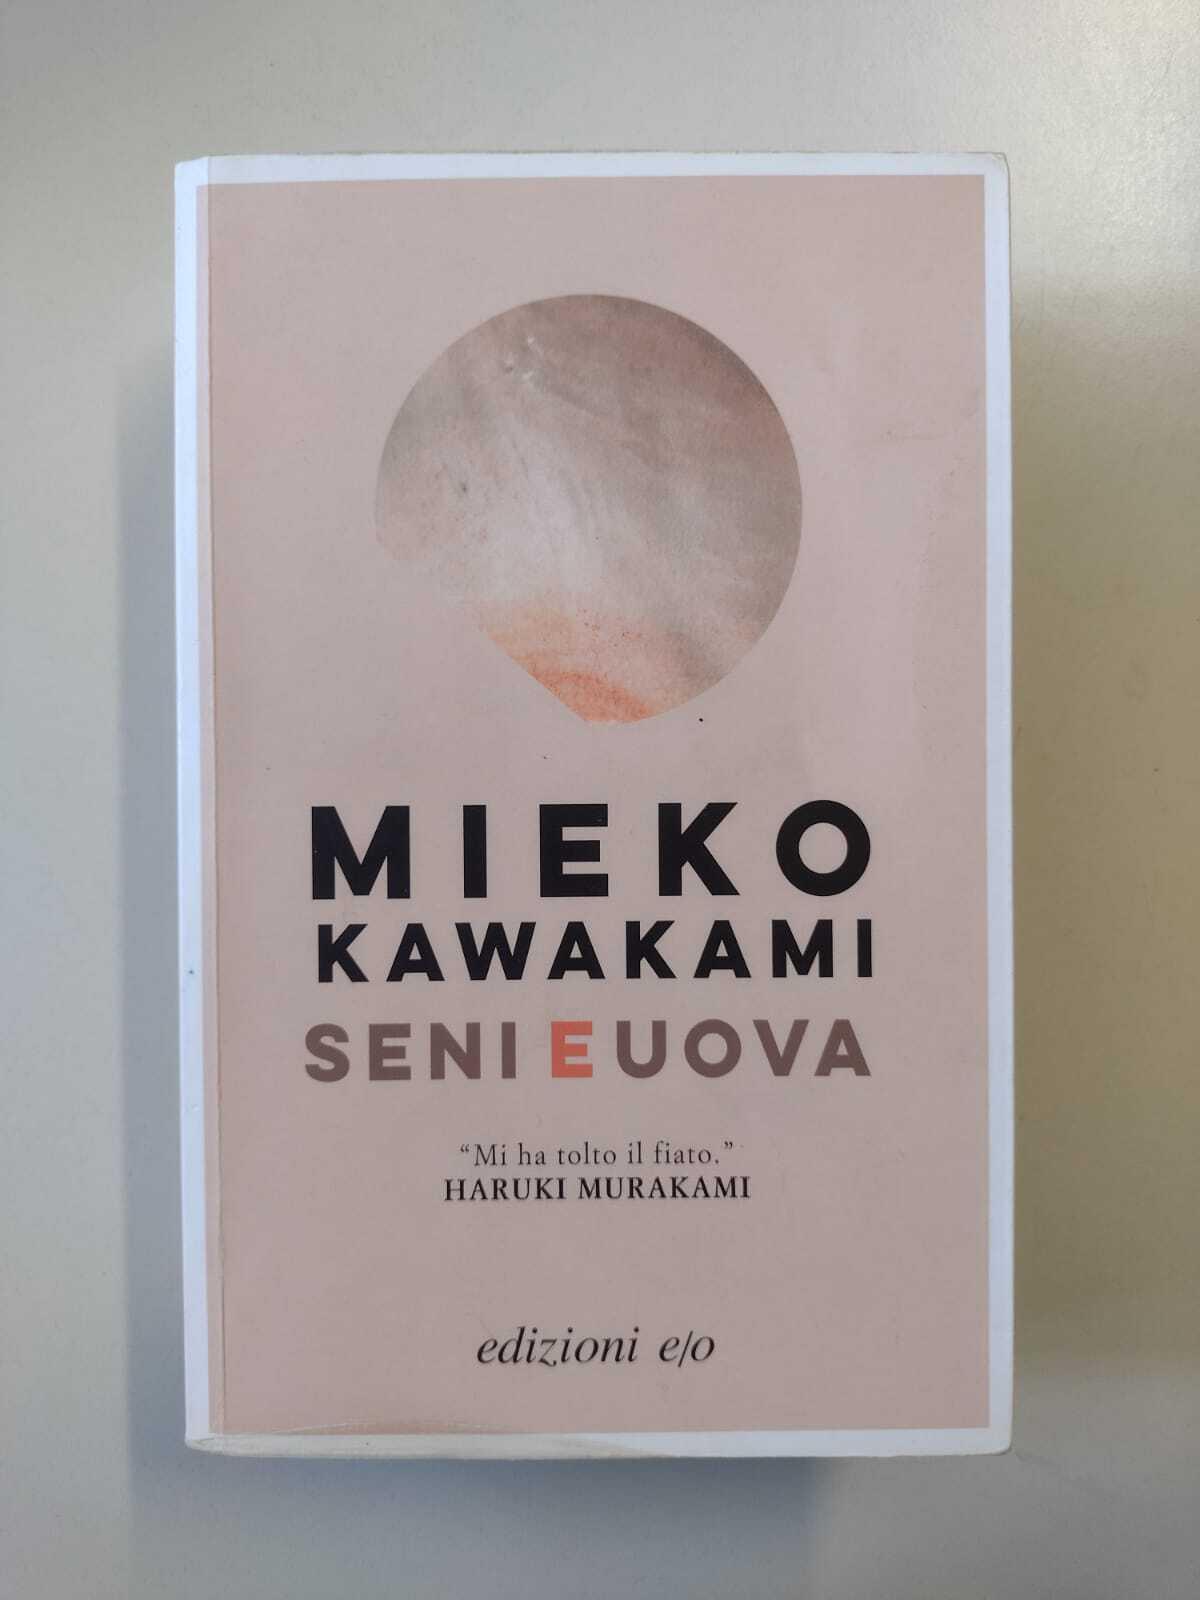 MIEKO
KAWAKAMI
SENI E UOVA
“Mi ha tolto il fiato.”
HARUKI MURAKAMI
edizioni e/o